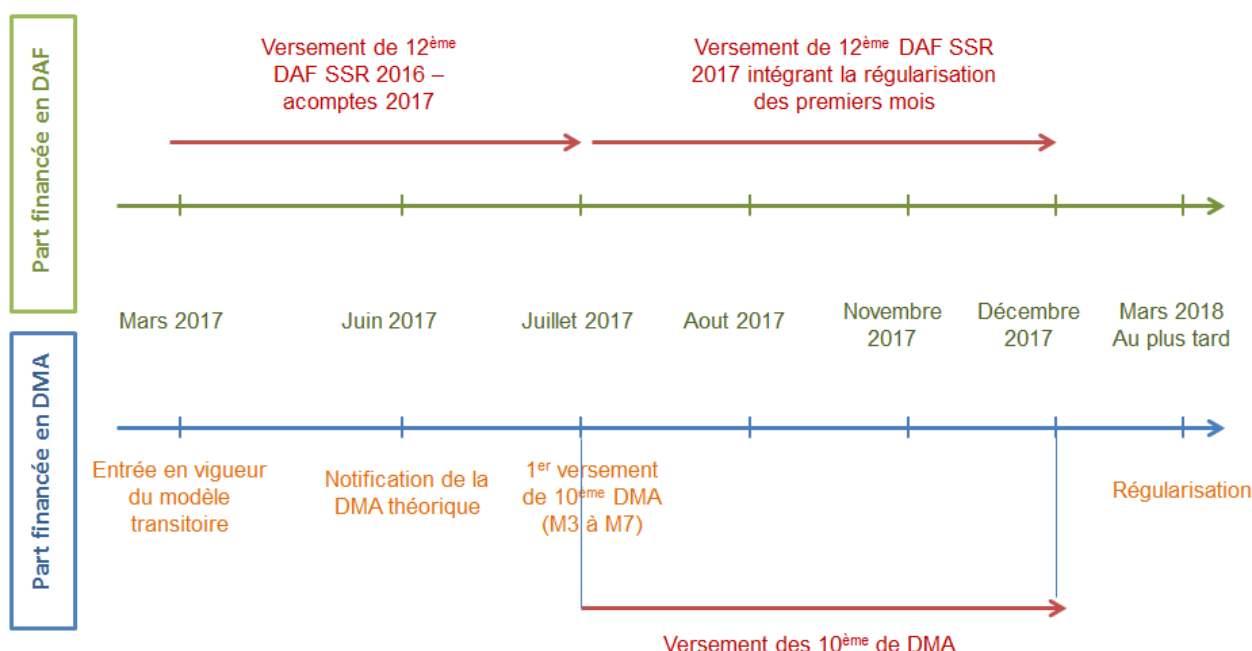 Part financée en DAF
Versement de 12ème
DAF SSR 2016 –
acomptes 2017
Versement de 12ème DAF SSR
2017 intégrant la régularisation
des premiers mois
Mars 2017
Juin 2017
Juillet 2017
Aout 2017
Novembre
2017
Décembre
2017
Mars 2018
Au plus tard
Part financée en DMA
Entrée en vigueur
du modèle
transitoire
Notification de la
DMA théorique
1er versement
de 10ème DMA
(M3 à M7)
Régularisation
Versement des 10ème de DMA